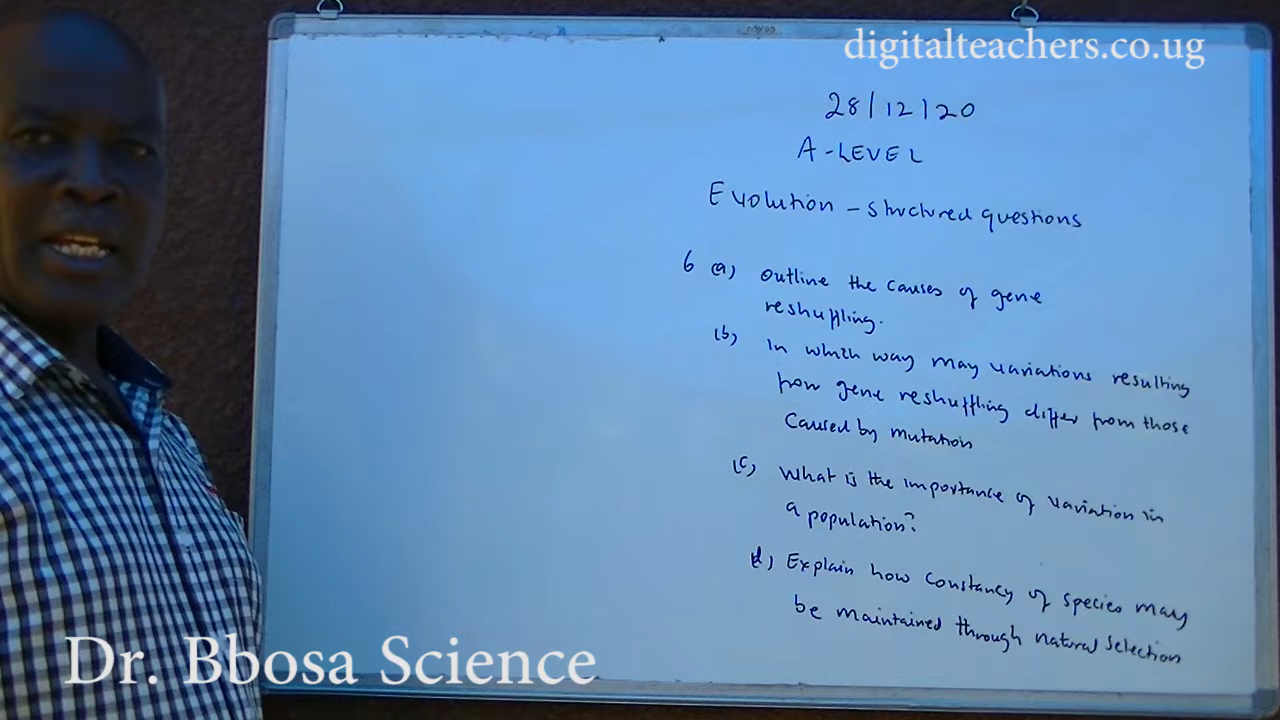 digitalteachers.co.ug
28/12/20
A-LEVEL
Evolution - structured questions
6 (a) Outline the causes of gene
reshuffling.
(b) In which way may variations resulting
from gene reshuffling differ from those
caused by mutation
(c) What is the importance of variation in
a population?
d) Explain how constancy of species may
be maintained through natural selection
Dr. Bbosa Science